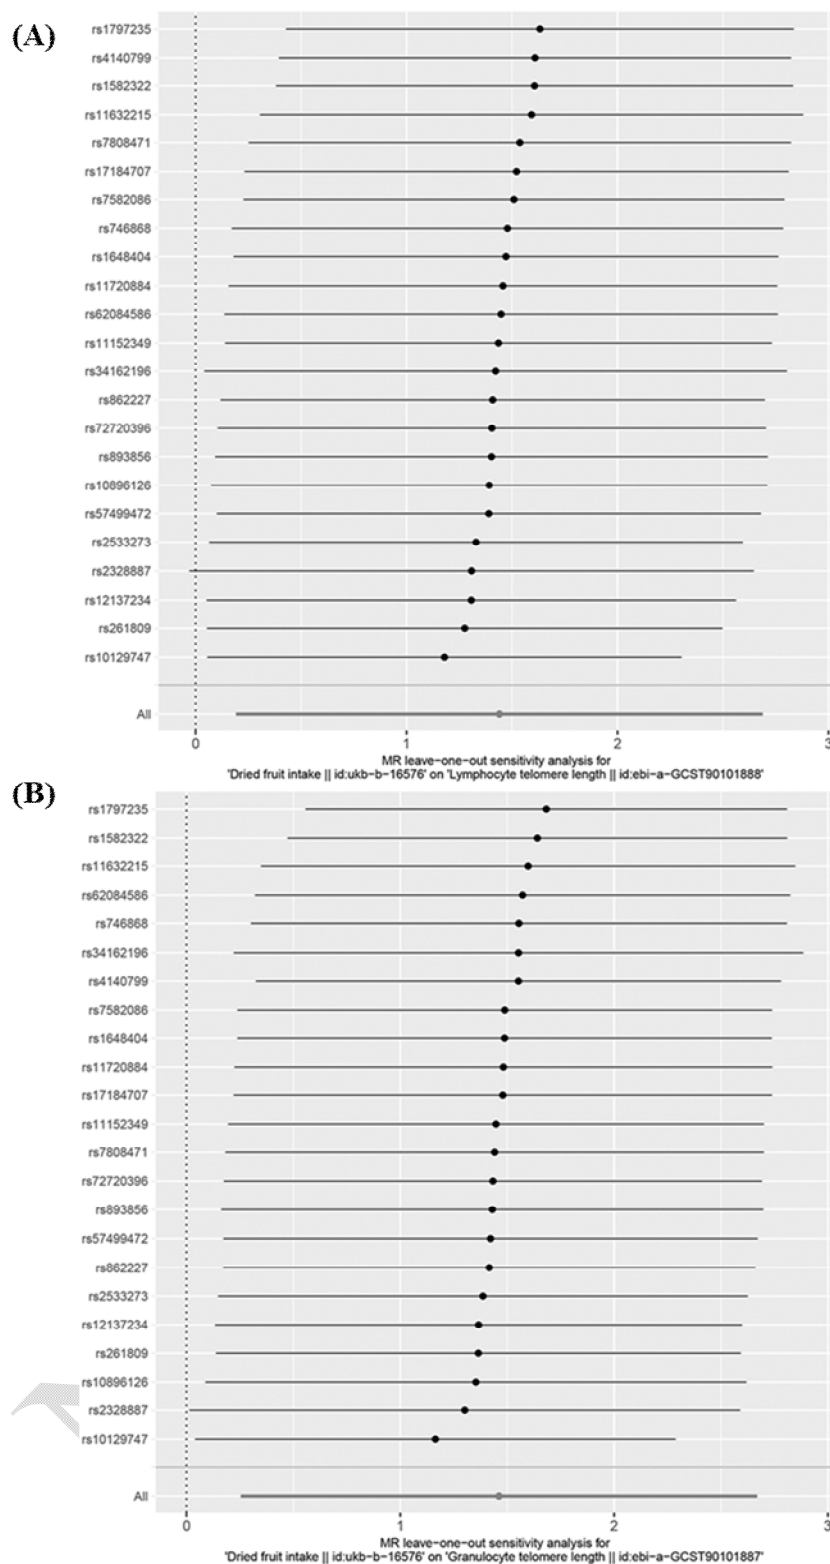 (A)
rs1797235
rs4140799
rs1582322
rs11632215
rs7808471
rs17184707
rs7582086
rs746868
rs1648404
rs11720884
rs62084586
rs11152349
rs34162196
rs862227
rs72720396
rs893856
rs10896126
rs57499472
rs2533273
rs2328887
rs12137234
rs261809
rs10129747
All
0 1 2 3
MR leave−one−out sensitivity analysis for
'Dried fruit intake || id:ukb−b−16576' on 'Lymphocyte telomere length || id:ebi−a−GCST90101888'
(B)
rs1797235
rs1582322
rs11632215
rs62084586
rs746868
rs34162196
rs4140799
rs7582086
rs1648404
rs11720884
rs17184707
rs11152349
rs7808471
rs72720396
rs893856
rs57499472
rs862227
rs2533273
rs12137234
rs261809
rs10896126
rs2328887
rs10129747
All
0 1 2 3
MR leave−one−out sensitivity analysis for
'Dried fruit intake || id:ukb−b−16576' on 'Granulocyte telomere length || id:ebi−a−GCST90101887'